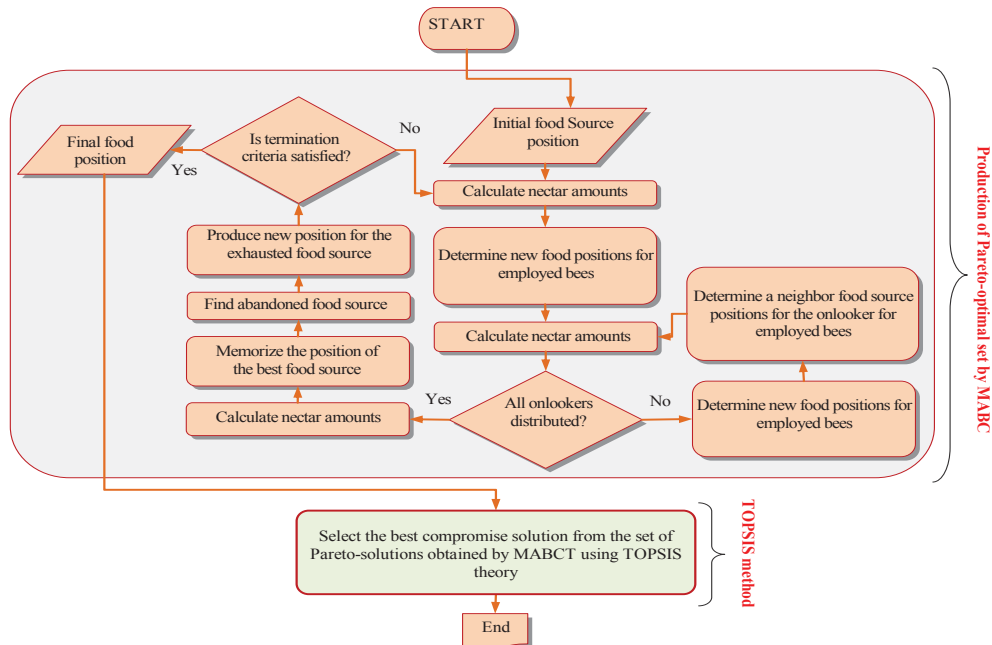 START
Initial food Source
position
Is termination
criteria satisfied?
No
Yes
Final food
position
Calculate nectar amounts
Determine new food positions for
employed bees
Calculate nectar amounts
All onlookers
distributed?
No
Determine new food positions for
employed bees
Determine a neighbor food source
positions for the onlooker for
employed bees
Yes
Calculate nectar amounts
Memorize the position of
the best food source
Find abandoned food source
Produce new position for the
exhausted food source
Production of Pareto-optimal set by MABC
Select the best compromise solution from the set of
Pareto-solutions obtained by MABCT using TOPSIS
theory
TOPSIS method
End